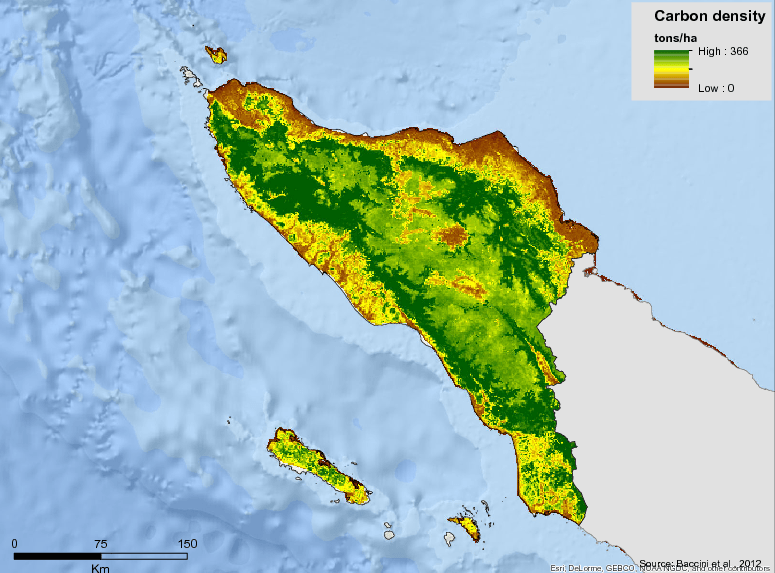 Carbon density
tons/ha
High : 366
Low : 0
0 75 150
Km
Source: Baccini et al., 2012
Esri, DeLorme, GEBCO, NOAA NGDC, and other contributors